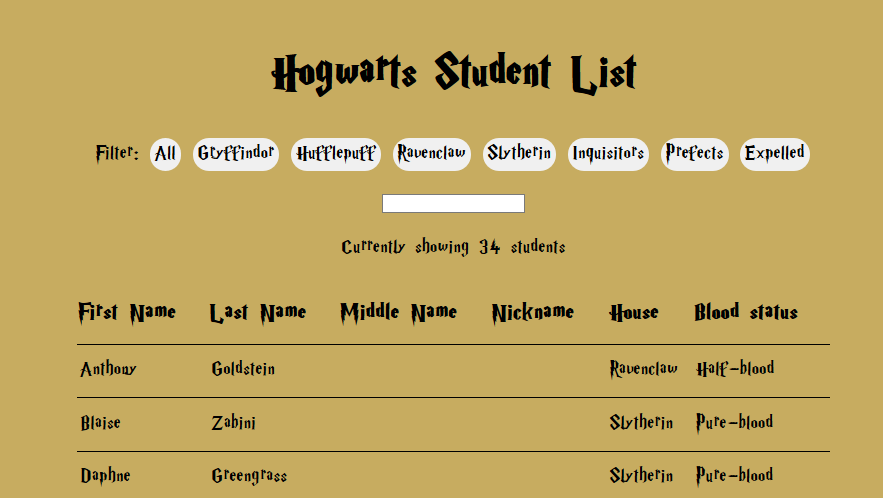 Hogwarts Student List
Filter: All Gryffindor Hufflepuff Ravenclaw Slytherin Inquisitors Prefects Expelled
Currently showing 34 students
First Name Last Name Middle Name Nickname House Blood status
Anthony Goldstein Ravenclaw Half-blood
Blaise Zabini Slytherin Pure-blood
Daphne Greengrass Slytherin Pure-blood